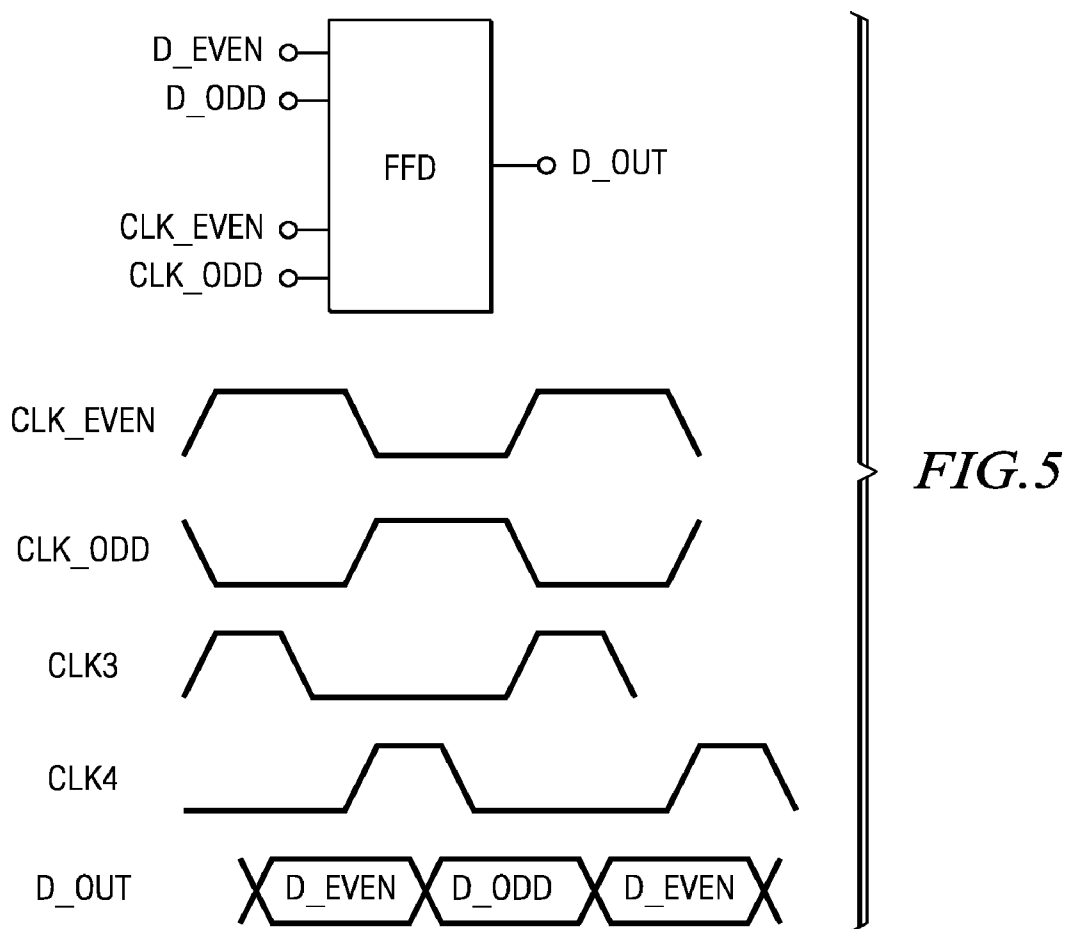 D_EVEN
D_ODD
FFD
D_OUT
CLK_EVEN
CLK_ODD
CLK_EVEN
FIG.5
CLK_ODD
CLK3
CLK4
D_OUT D_EVEN D_ODD D_EVEN